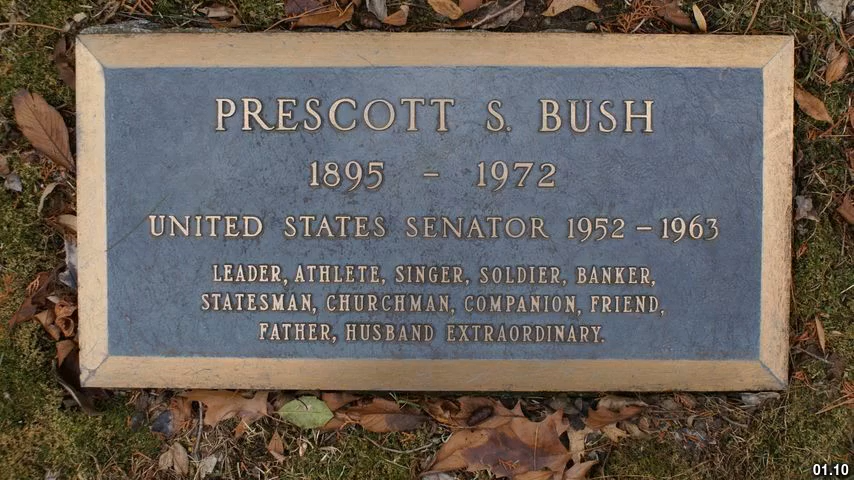 PRESCOTT S. BUSH
1895 - 1972
UNITED STATES SENATOR 1952 – 1963
LEADER, ATHLETE, SINGER, SOLDIER, BANKER,
STATESMAN, CHURCHMAN, COMPANION, FRIEND,
FATHER, HUSBAND EXTRAORDINARY.
01.10